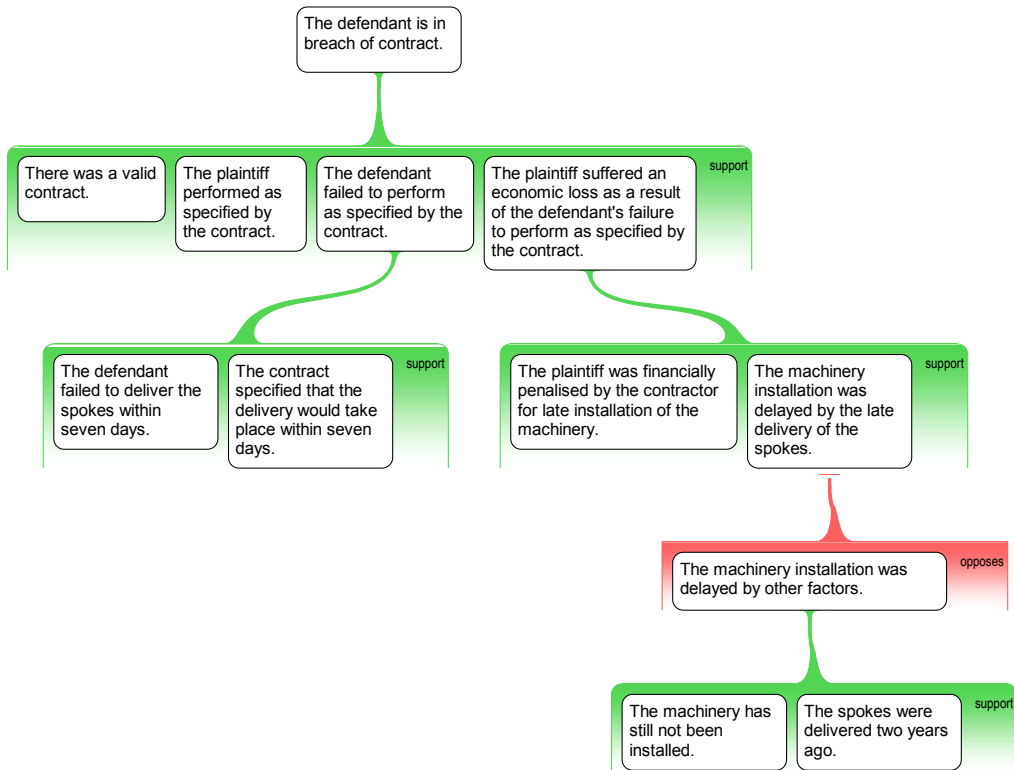 The defendant is in
breach of contract.
There was a valid
contract.
The plaintiff
performed as
specified by
the contract.
The defendant
failed to perform
as specified by the
contract.
The plaintiff suffered an
economic loss as a result
of the defendant's failure
to perform as specified by
the contract.
support
The defendant
failed to deliver the
spokes within
seven days.
The contract
specified that the
delivery would take
place within seven
days.
support
The plaintiff was financially
penalised by the contractor
for late installation of the
machinery.
The machinery
installation was
delayed by the late
delivery of the
spokes.
support
The machinery installation was
delayed by other factors.
opposes
The machinery has
still not been
installed.
The spokes were
delivered two years
ago.
support